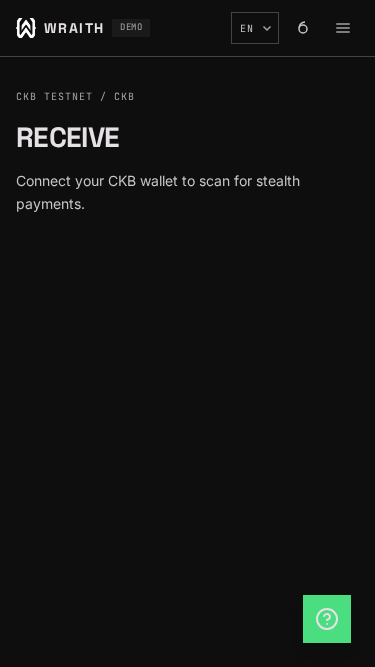 WRAITH DEMO EN
CKB TESTNET / CKB
RECEIVE
Connect your CKB wallet to scan for stealth
payments.